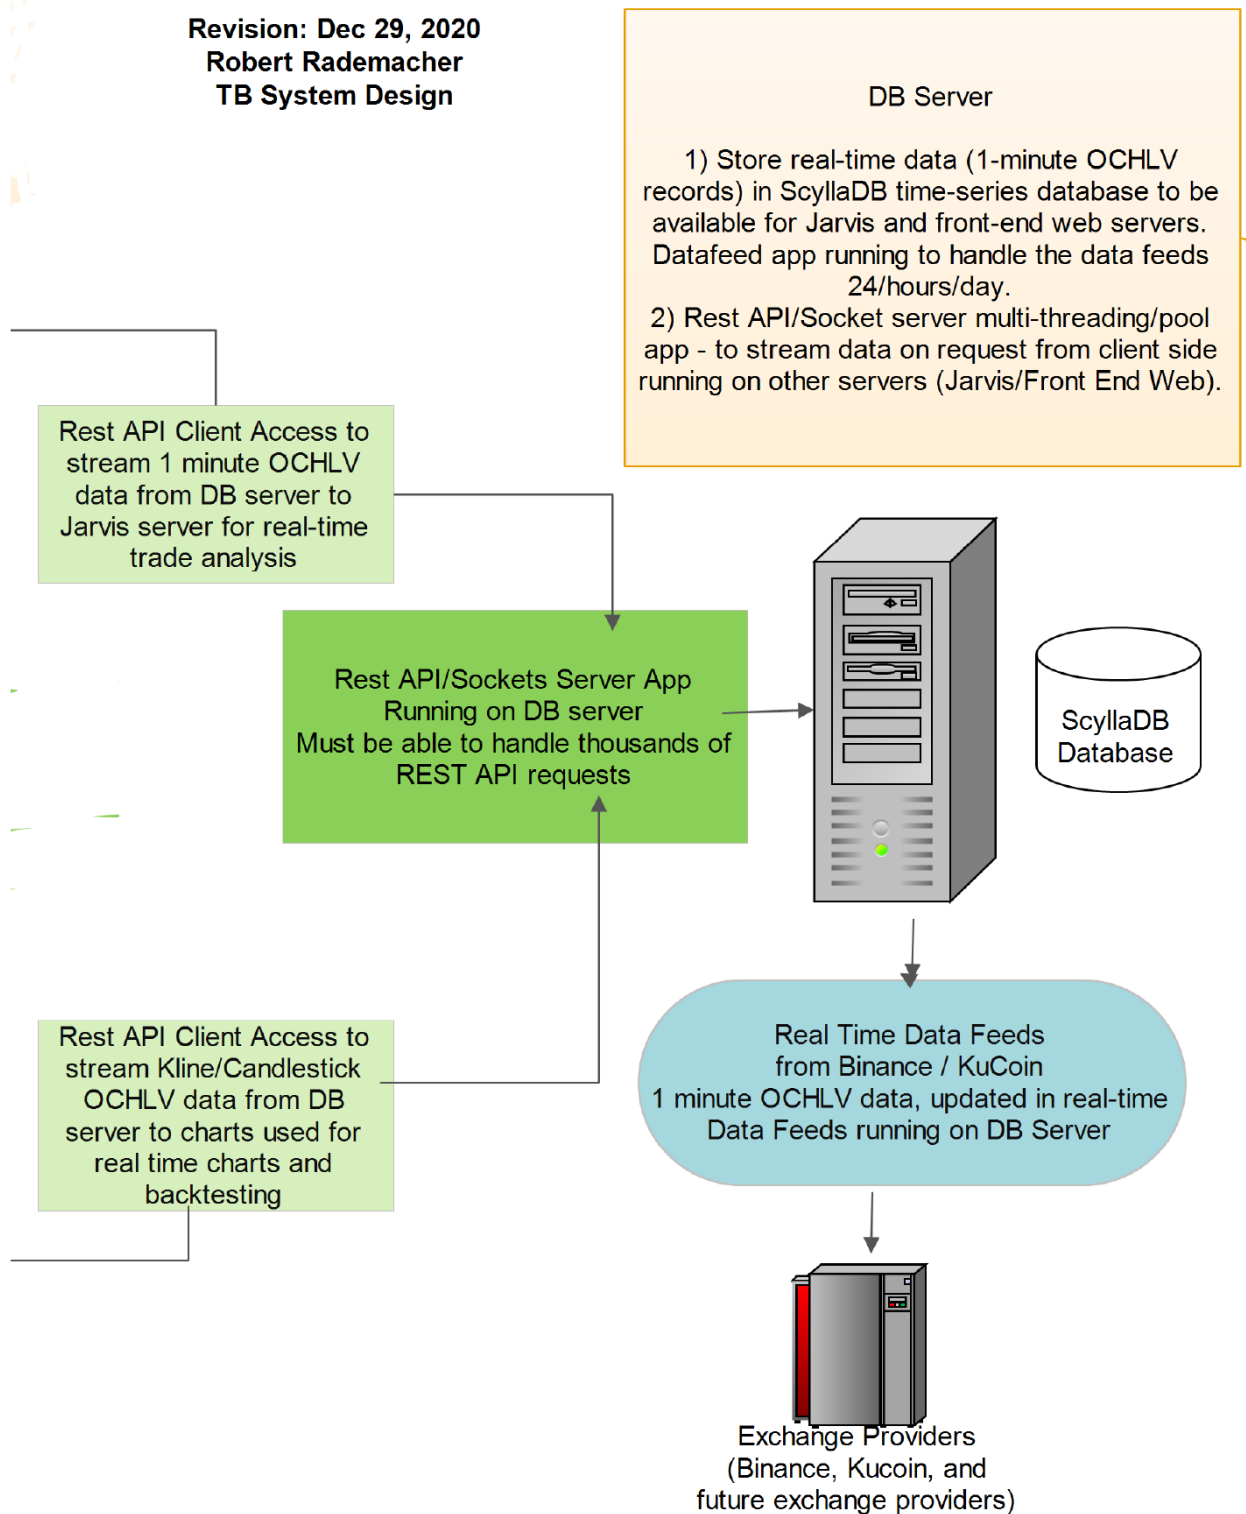 Revision: Dec 29, 2020
Robert Rademacher
TB System Design
DB Server
1) Store real-time data (1-minute OCHLV
records) in ScyllaDB time-series database to be
available for Jarvis and front-end web servers.
Datafeed app running to handle the data feeds
24/hours/day.
2) Rest API/Socket server multi-threading/pool
app - to stream data on request from client side
running on other servers (Jarvis/Front End Web).
Rest API Client Access to
stream 1 minute OCHLV
data from DB server to
Jarvis server for real-time
trade analysis
Rest API/Sockets Server App
Running on DB server
Must be able to handle thousands of
REST API requests
ScyllaDB
Database
Rest API Client Access to
stream Kline/Candlestick
OCHLV data from DB
server to charts used for
real time charts and
backtesting
Real Time Data Feeds
from Binance / KuCoin
1 minute OCHLV data, updated in real-time
Data Feeds running on DB Server
Exchange Providers
(Binance, Kucoin, and
future exchange providers)